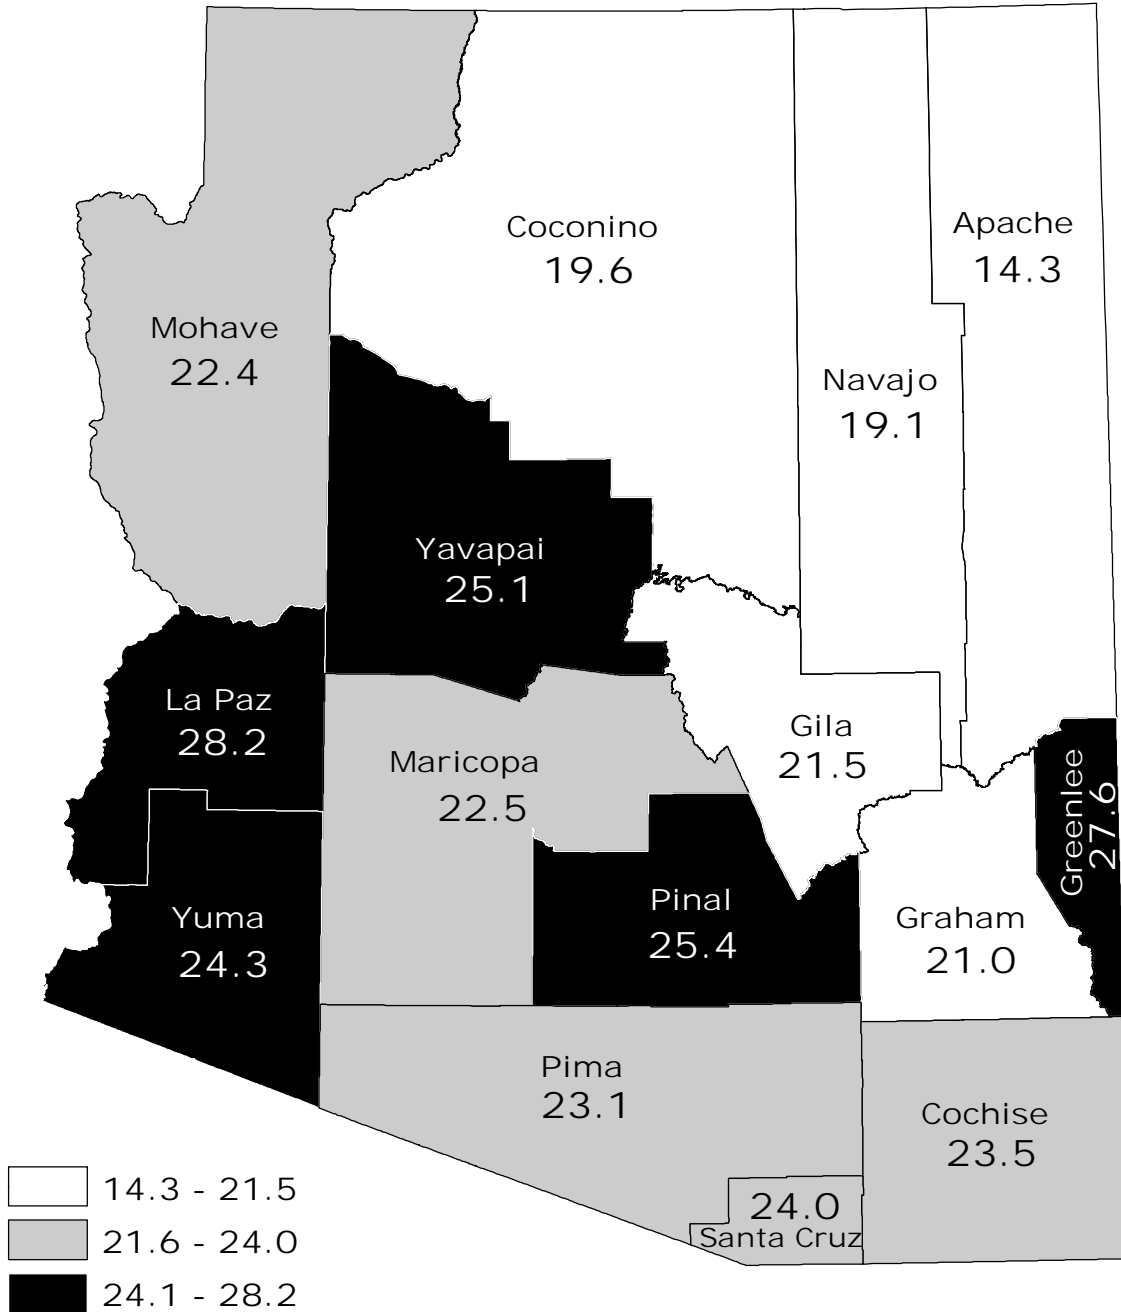 Coconino
19.6
Apache
14.3
Mohave
22.4
Navajo
19.1
Yavapai
25.1
La Paz
28.2
Maricopa
22.5
Gila
21.5
Greenlee
27.6
Yuma
24.3
Pinal
25.4
Graham
21.0
Pima
23.1
Cochise
23.5
24.0
Santa Cruz
14.3 - 21.5
21.6 - 24.0
24.1 - 28.2